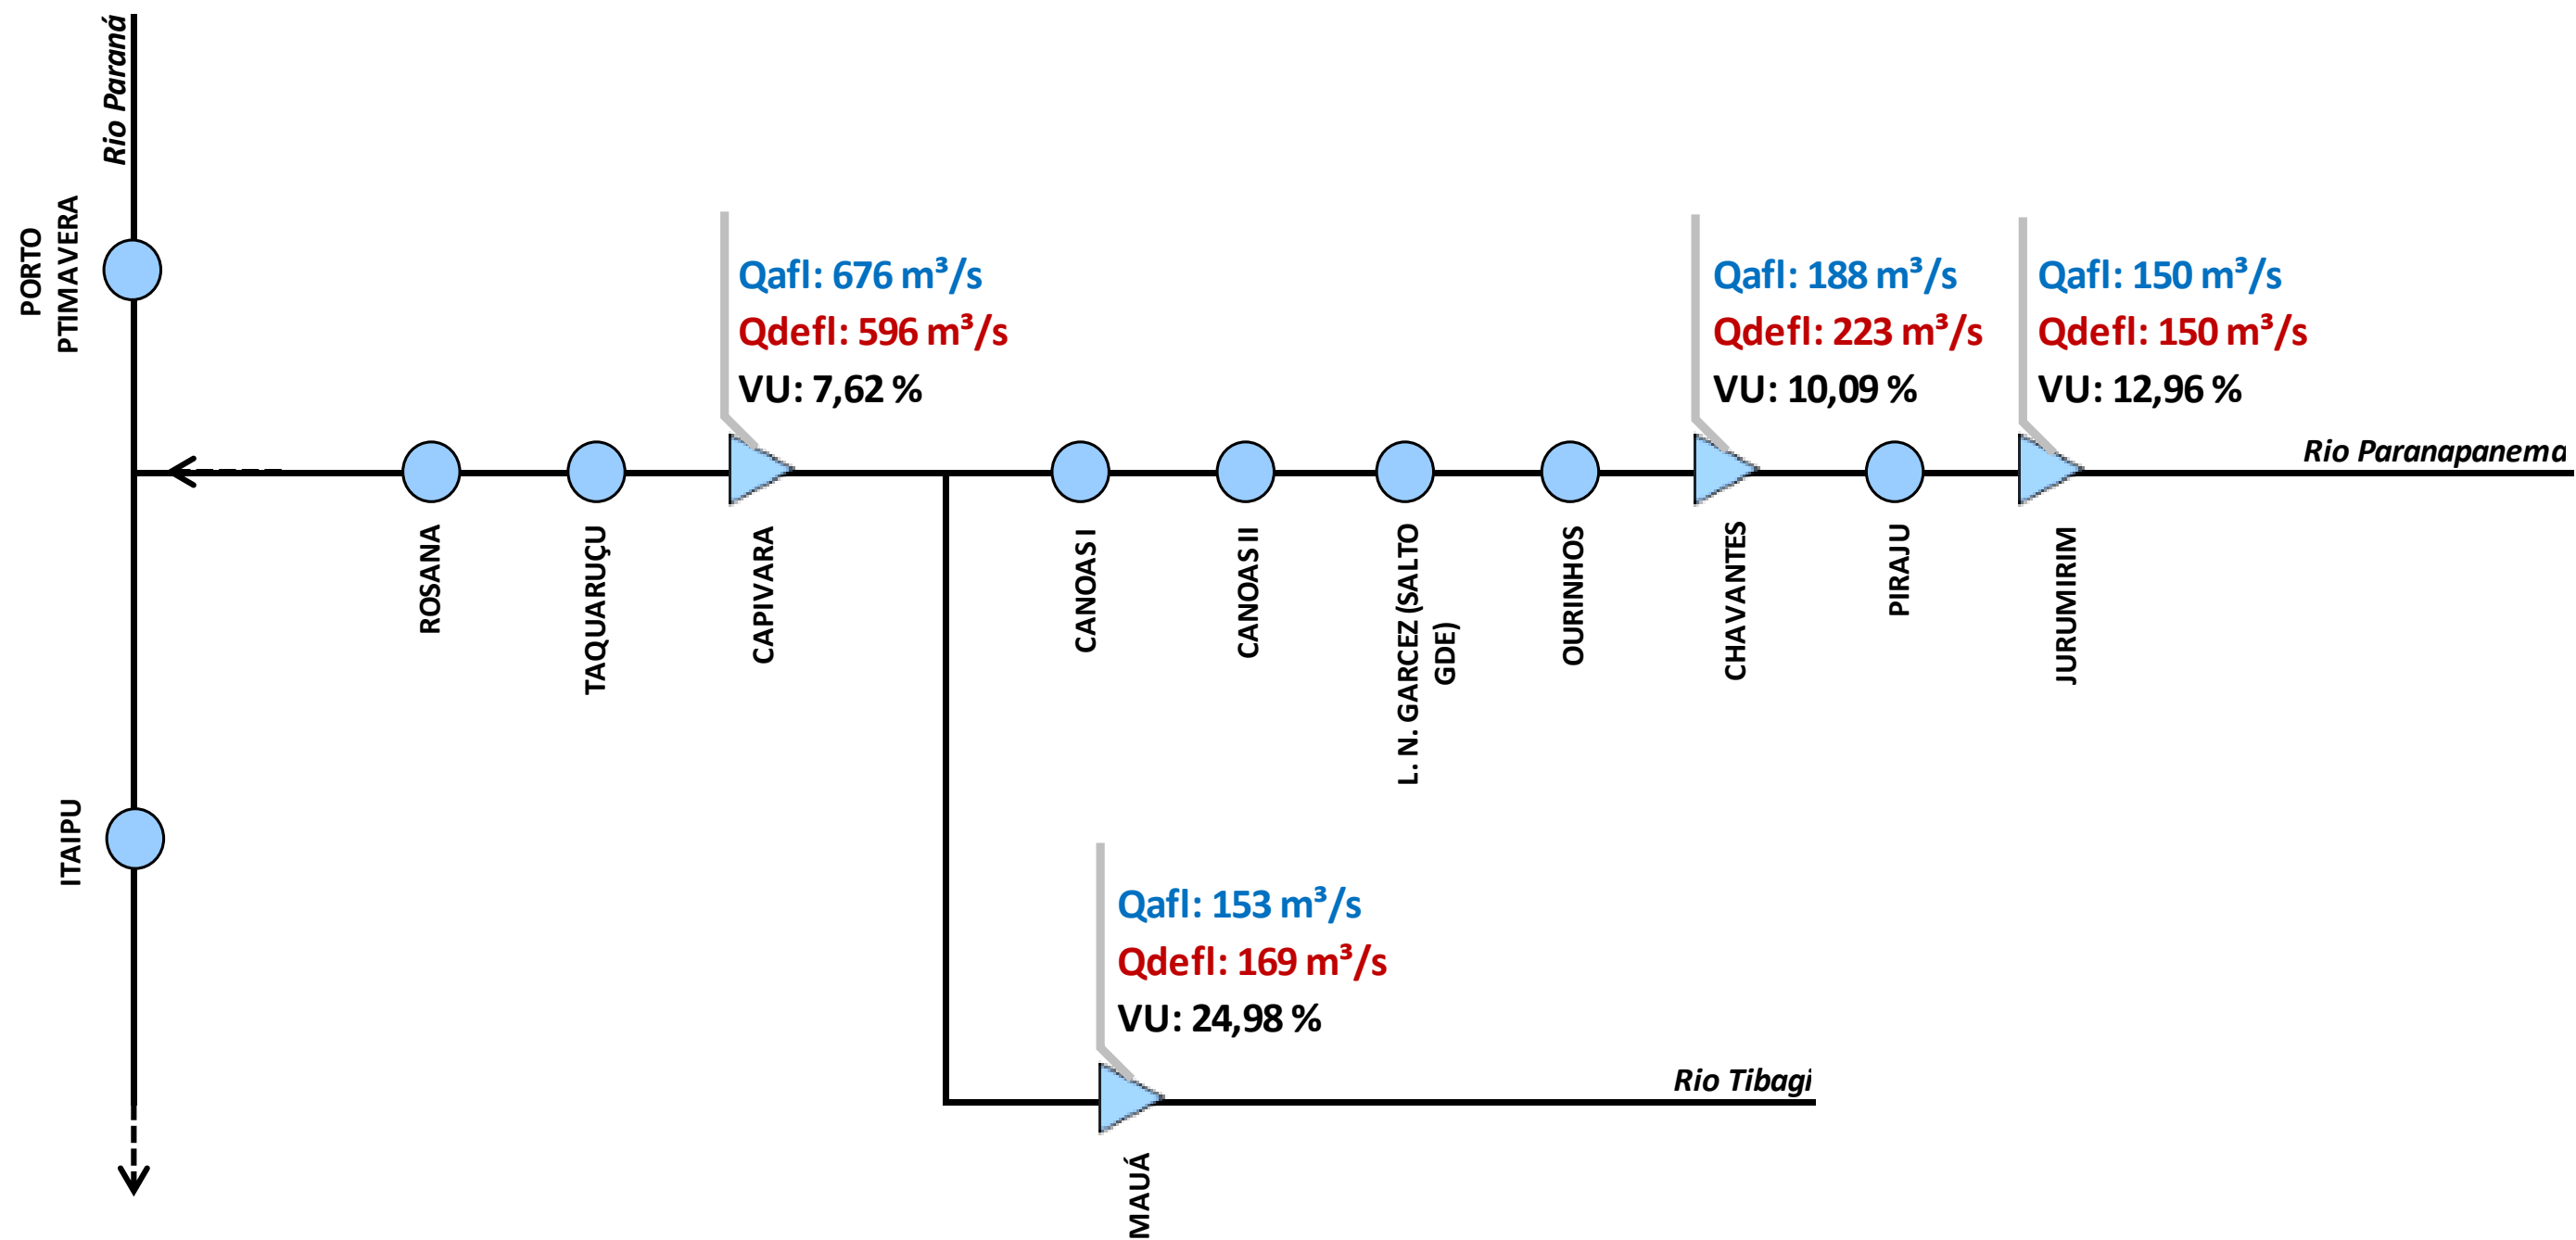 Rio Paraná
PORTO
PTIMAVERA
Qafl: 676 m³/s
Qdefl: 596 m³/s
VU: 7,62 %
Qafl: 188 m³/s
Qdefl: 223 m³/s
VU: 10,09 %
Qafl: 150 m³/s
Qdefl: 150 m³/s
VU: 12,96 %
Rio Paranapanema
ROSANA
TAQUARUÇU
CAPIVARA
CANOAS I
CANOAS II
L. N. GARCEZ (SALTO
GDE)
OURINHOS
CHAVANTES
PIRAJU
JURUMIRIM
ITAIPU
Qafl: 153 m³/s
Qdefl: 169 m³/s
VU: 24,98 %
Rio Tibagi
MAUÁ